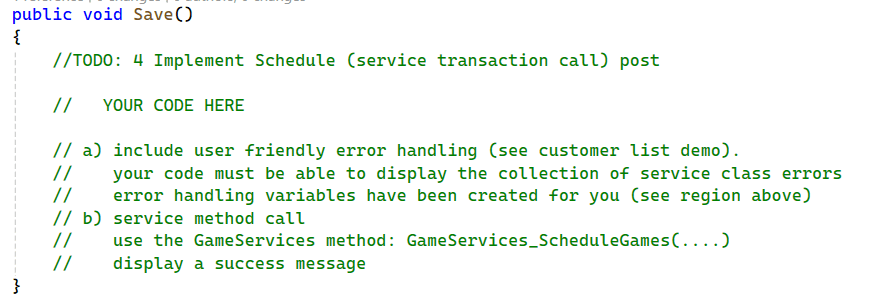 public void Save()
{
//TODO: 4 Implement Schedule (service transaction call) post
//   YOUR CODE HERE
// a) include user friendly error handling (see customer list demo).
//    your code must be able to display the collection of service class errors
//    error handling variables have been created for you (see region above)
// b) service method call
//    use the GameServices method: GameServices_ScheduleGames(....)
//    display a success message
}